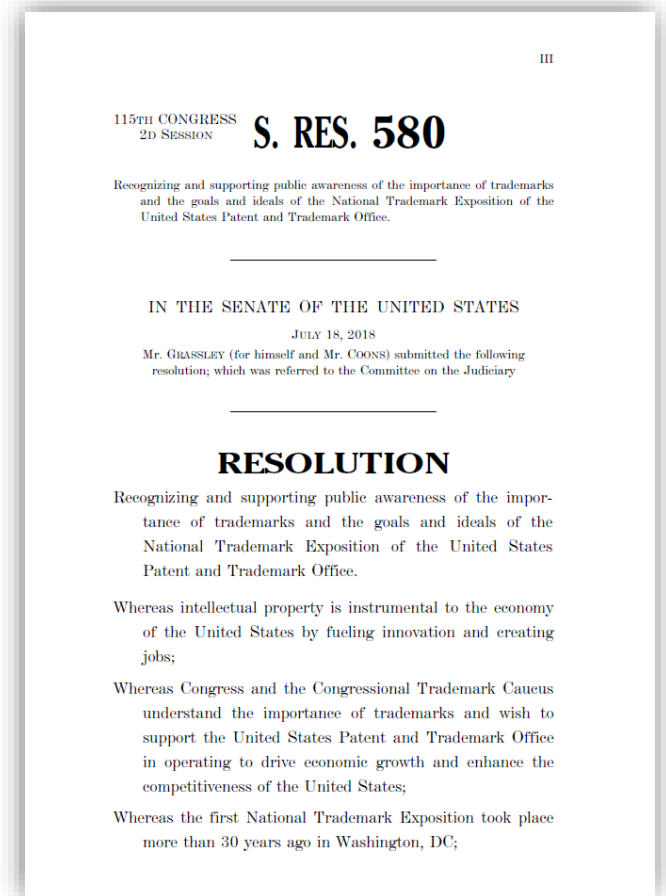 III
115TH CONGRESS
2D SESSION
S. RES. 580
Recognizing and supporting public awareness of the importance of trademarks
and the goals and ideals of the National Trademark Exposition of the
United States Patent and Trademark Office.
IN THE SENATE OF THE UNITED STATES
JULY 18, 2018
Mr. GRASSLEY (for himself and Mr. COONS) submitted the following
resolution; which was referred to the Committee on the Judiciary
RESOLUTION
Recognizing and supporting public awareness of the impor-
tance of trademarks and the goals and ideals of the
National Trademark Exposition of the United States
Patent and Trademark Office.
Whereas intellectual property is instrumental to the economy
of the United States by fueling innovation and creating
jobs;
Whereas Congress and the Congressional Trademark Caucus
understand the importance of trademarks and wish to
support the United States Patent and Trademark Office
in operating to drive economic growth and enhance the
competitiveness of the United States;
Whereas the first National Trademark Exposition took place
more than 30 years ago in Washington, DC;